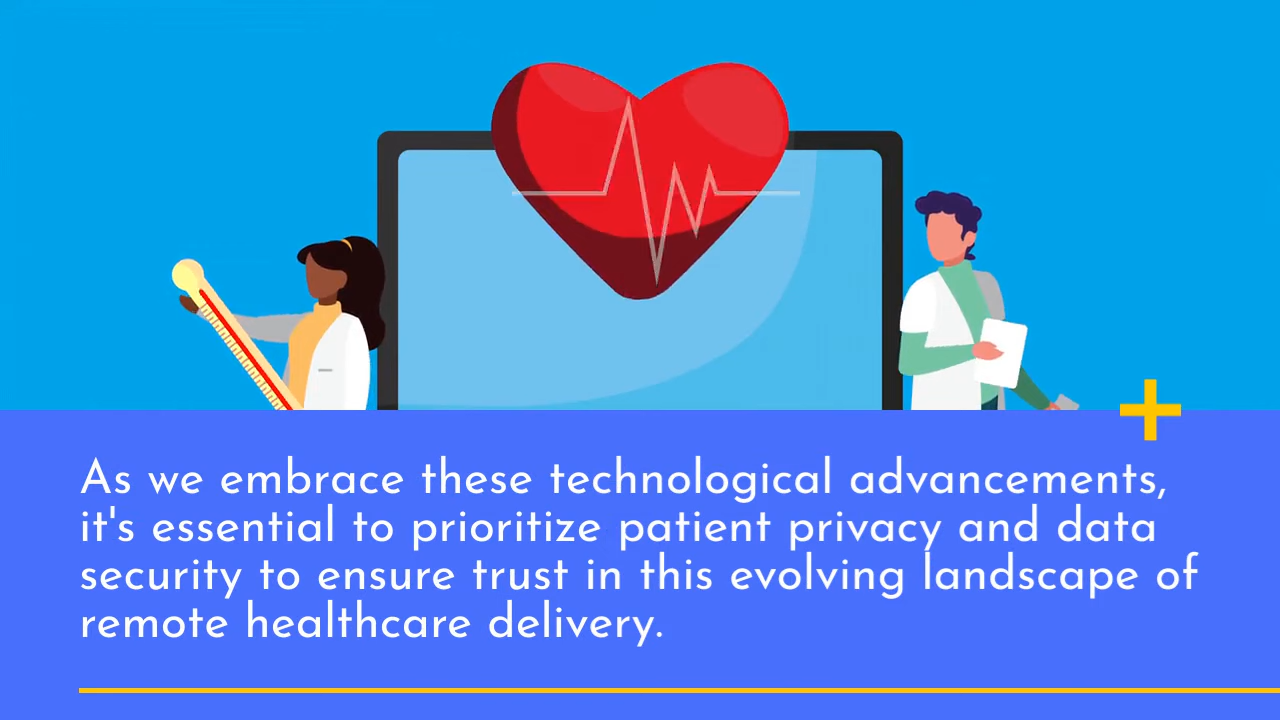 As we embrace these technological advancements,
it's essential to prioritize patient privacy and data
security to ensure trust in this evolving landscape of
remote healthcare delivery.